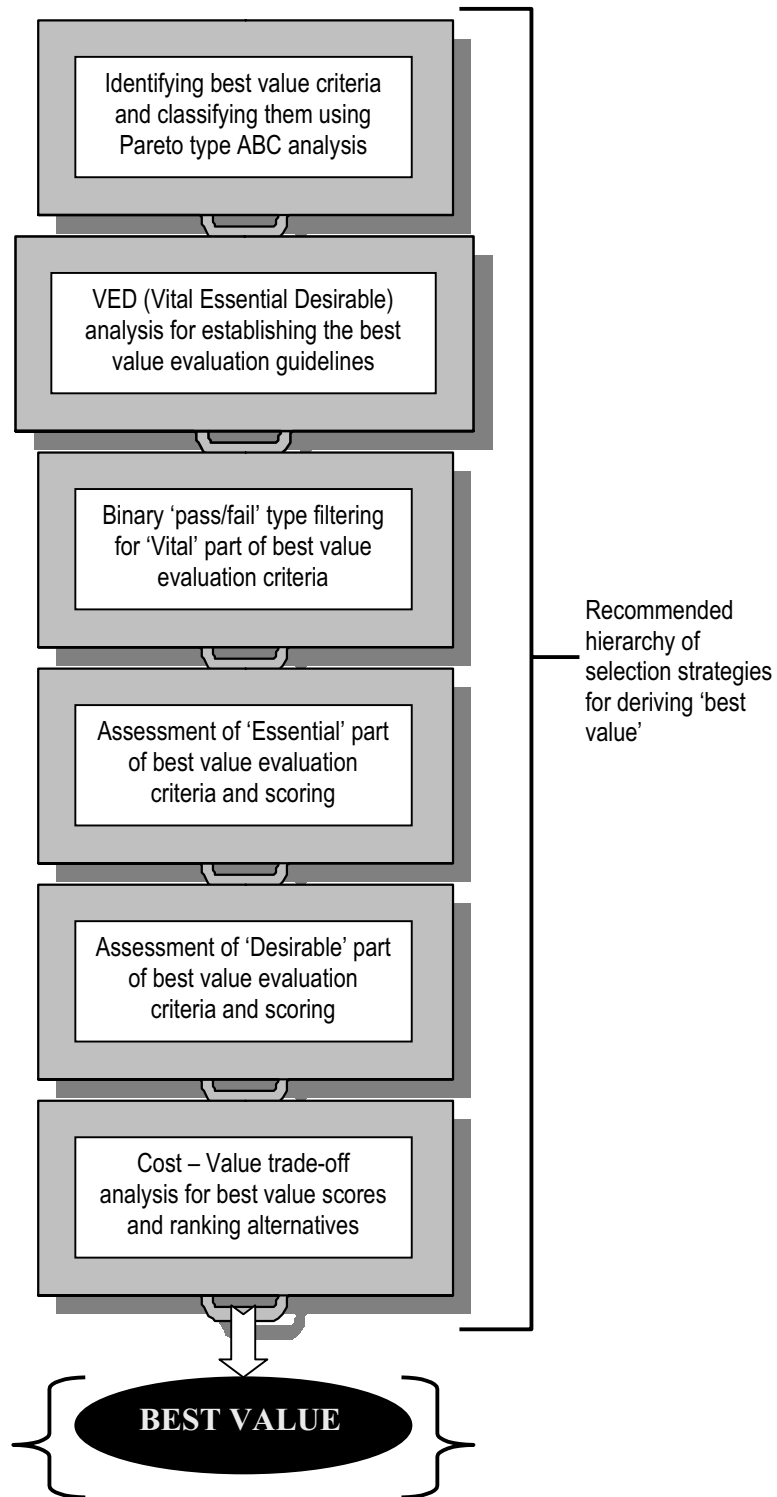 Identifying best value criteria
and classifying them using
Pareto type ABC analysis
VED (Vital Essential Desirable)
analysis for establishing the best
value evaluation guidelines
Binary ‘pass/fail’ type filtering
for ‘Vital’ part of best value
evaluation criteria
Assessment of ‘Essential’ part
of best value evaluation
criteria and scoring
Assessment of ‘Desirable’ part
of best value evaluation
criteria and scoring
Cost – Value trade-off
analysis for best value scores
and ranking alternatives
Recommended
hierarchy of
selection strategies
for deriving ‘best
value’
BEST VALUE